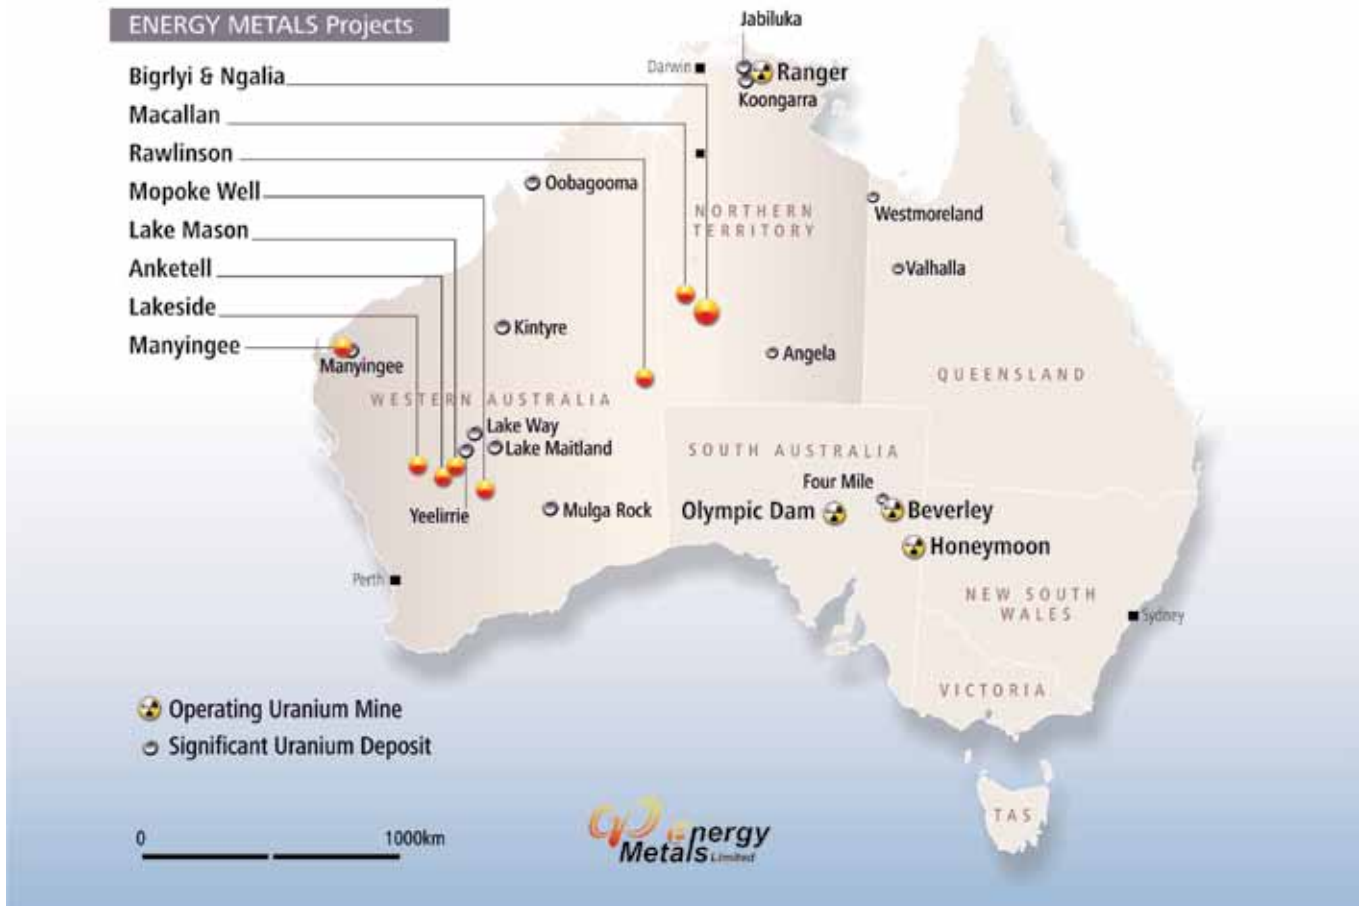 ENERGY METALS Projects
Bigrlyi & Ngalia
Macallan
Rawlinson
Mopoke Well
Lake Mason
Anketell
Lakeside
Manyingee
Jabiluka
Darwin
Ranger
Koongarra
Oobagooma
NORTHERN
TERRITORY
Westmoreland
Valhalla
Kintyre
Angela
Manyingee
QUEENSLAND
WESTERN AUSTRALIA
Lake Way
Lake Maitland
SOUTH AUSTRALIA
Four Mile
Yeelirrie
Mulga Rock
Olympic Dam
Beverley
Honeymoon
Perth
NEW SOUTH
WALES
Sydney
VICTORIA
TAS
Operating Uranium Mine
Significant Uranium Deposit
0 1000km
Energy
Metals Limited